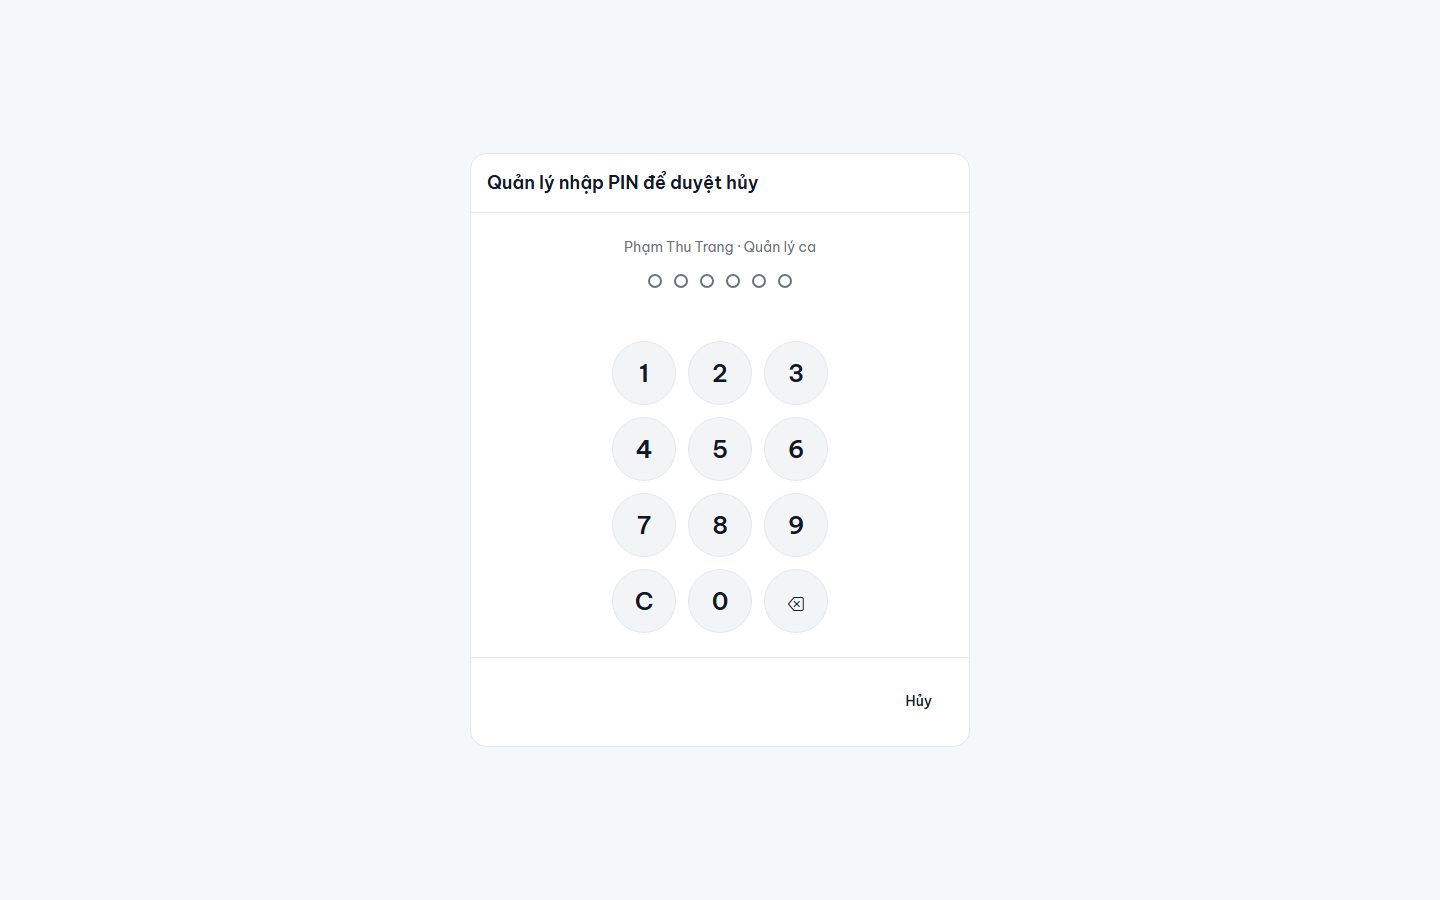 Quản lý nhập PIN để duyệt hủy
Phạm Thu Trang · Quản lý ca
1 2 3
4 5 6
7 8 9
C 0
Hủy